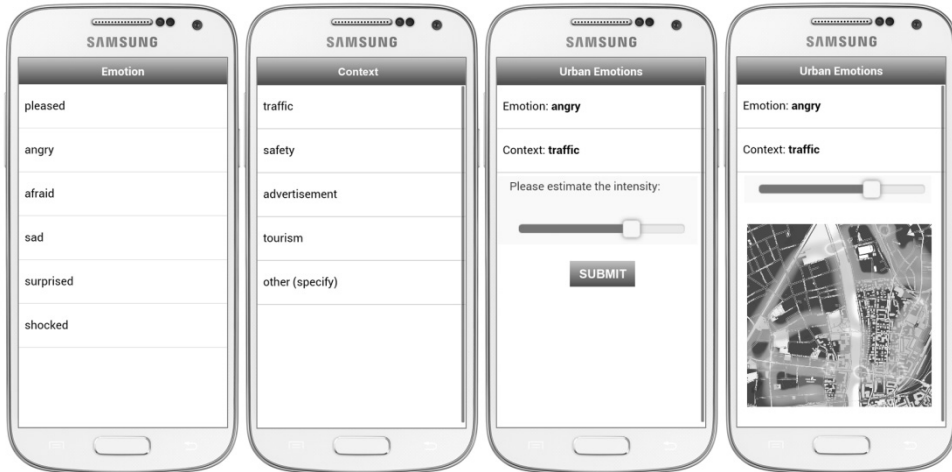 SAMSUNG
Emotion
pleased
angry
afraid
sad
surprised
shocked
SAMSUNG
Context
traffic
safety
advertisement
tourism
other (specify)
SAMSUNG
Urban Emotions
Emotion: angry
Context: traffic
Please estimate the intensity:
SUBMIT
SAMSUNG
Urban Emotions
Emotion: angry
Context: traffic